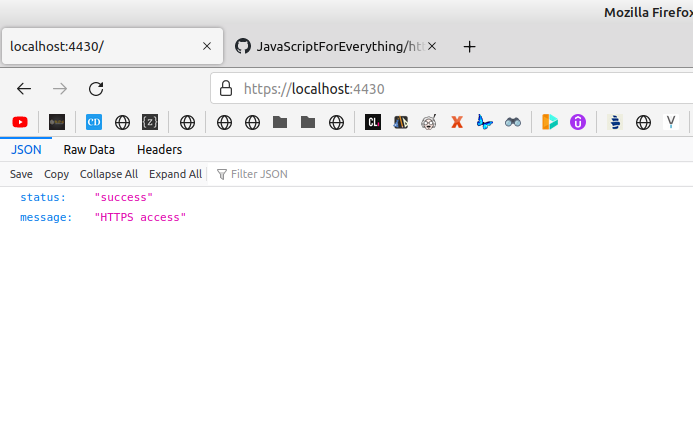 Mozilla Firefox
localhost:4430/
JavaScriptForEverything/htt
https://localhost:4430
CD
{Z}
CL
X
V
JSON Raw Data Headers
Save Copy Collapse All Expand All Filter JSON
status: "success"
message: "HTTPS access"